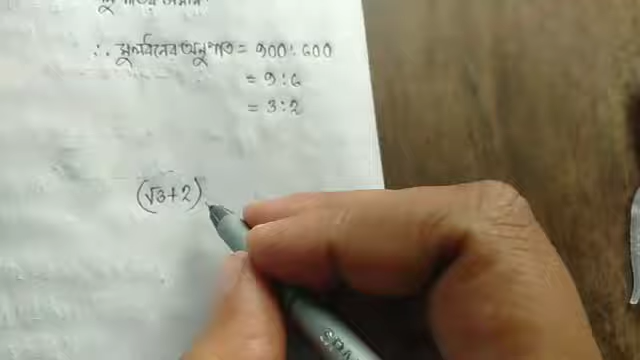 ∴ মূলধনের অনুপাত = 900 : 600
= 9 : 6
= 3 : 2
(√3+2)